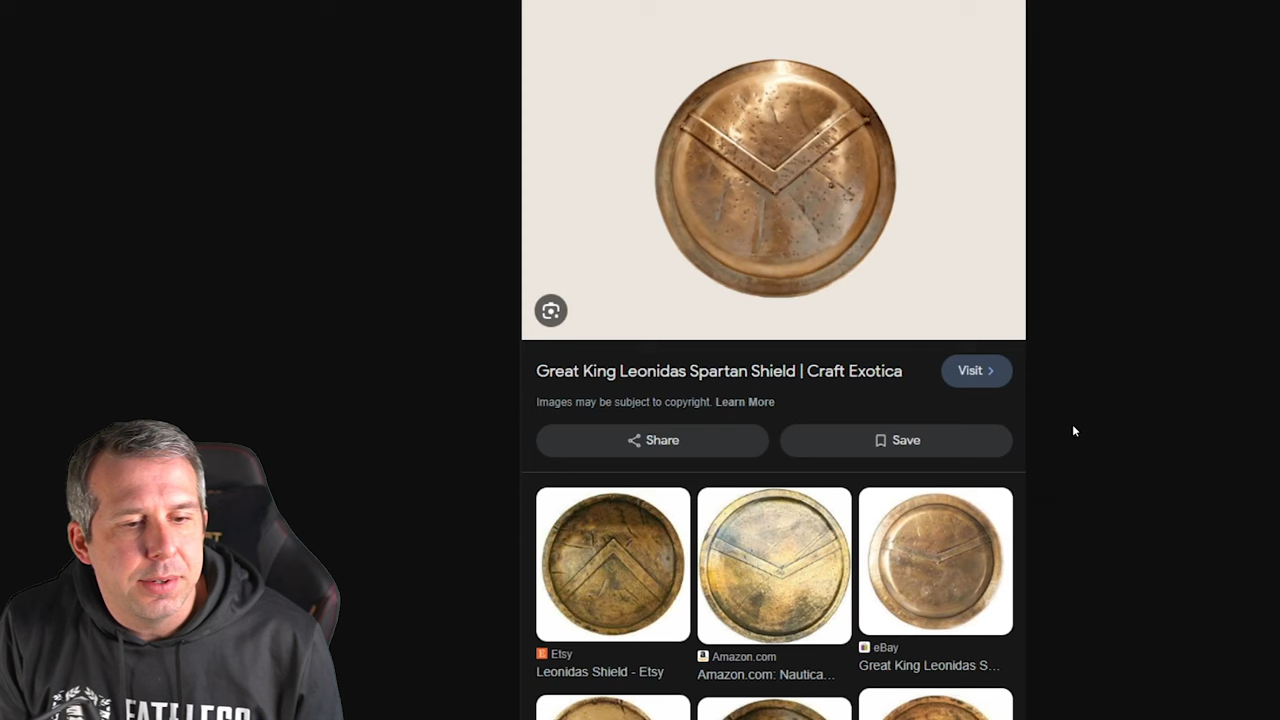 Great King Leonidas Spartan Shield | Craft Exotica
Visit
Images may be subject to copyright. Learn More
Share
Save
Etsy
Leonidas Shield - Etsy
Amazon.com
Amazon.com: Nautica...
eBay
Great King Leonidas S...